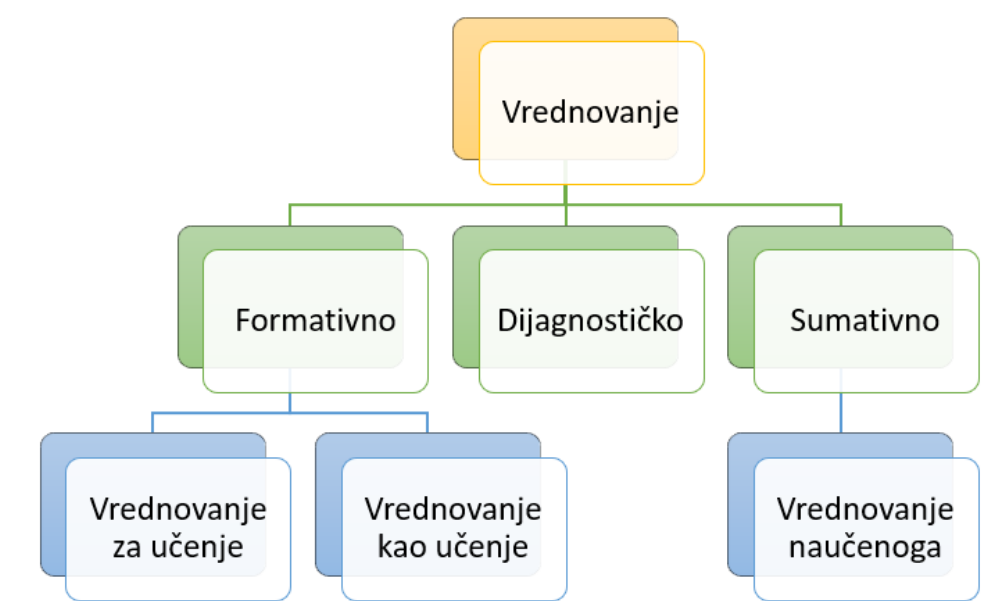 Vrednovanje
Formativno
Dijagnostičko
Sumativno
Vrednovanje
za učenje
Vrednovanje
kao učenje
Vrednovanje
naučenoga